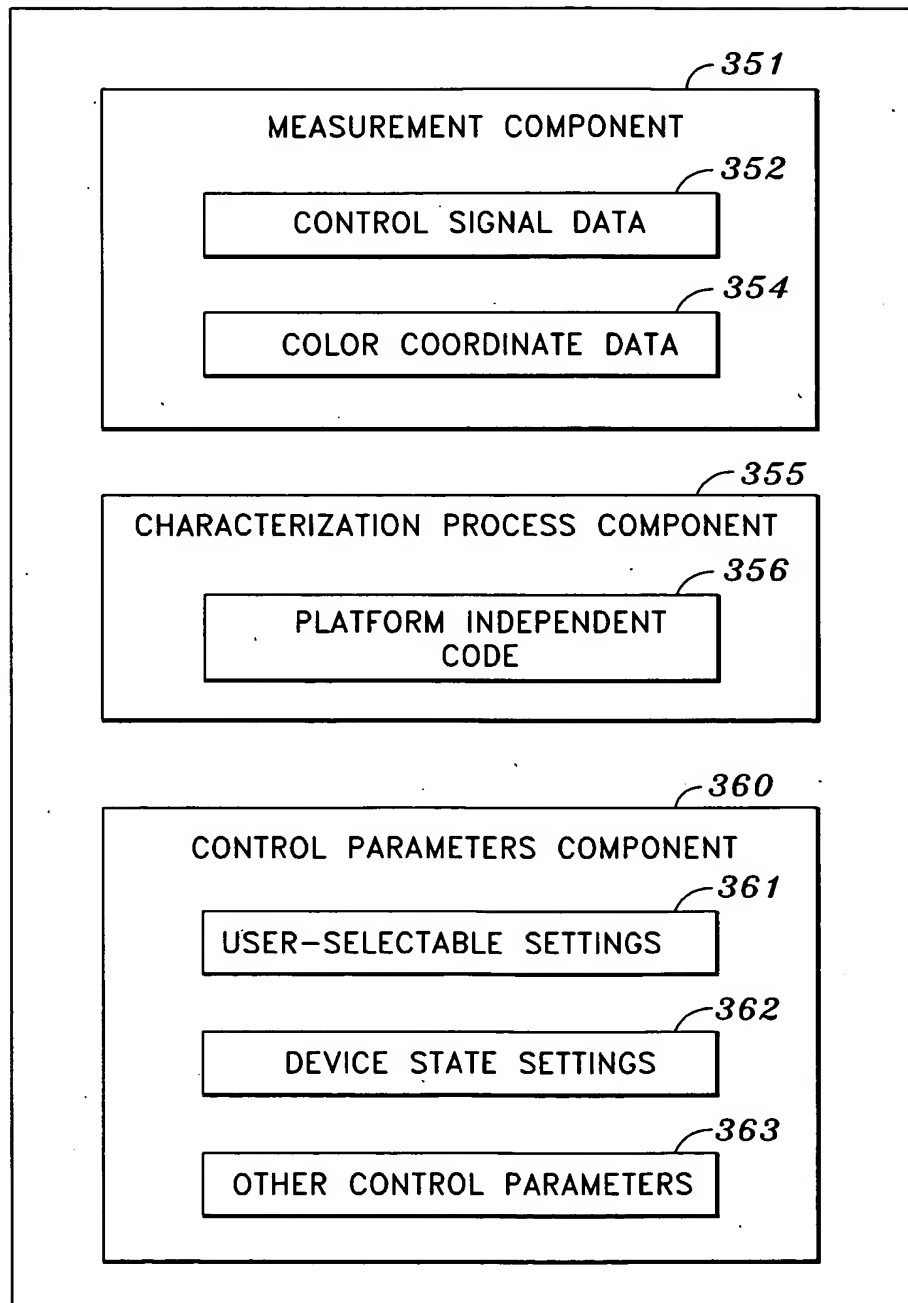 351
MEASUREMENT COMPONENT
352
CONTROL SIGNAL DATA
354
COLOR COORDINATE DATA
355
CHARACTERIZATION PROCESS COMPONENT
356
PLATFORM INDEPENDENT
CODE
360
CONTROL PARAMETERS COMPONENT
361
USER-SELECTABLE SETTINGS
362
DEVICE STATE SETTINGS
363
OTHER CONTROL PARAMETERS